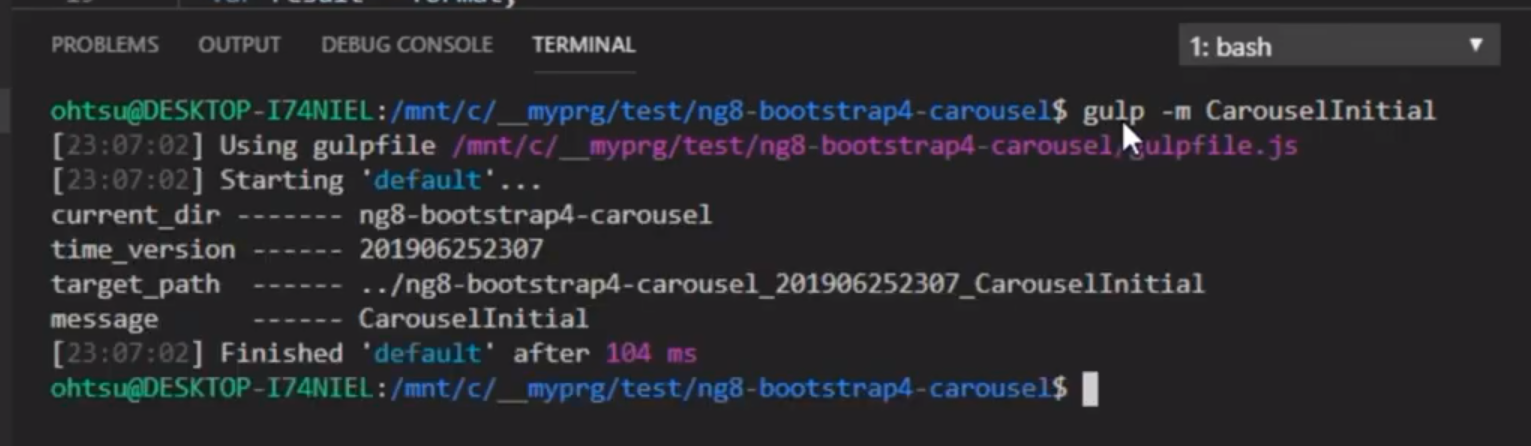 PROBLEMS OUTPUT DEBUG CONSOLE TERMINAL 1: bash
ohtsu@DESKTOP-I74NIEL:/mnt/c/__myprg/test/ng8-bootstrap4-carousel$ gulp -m CarouselInitial
[23:07:02] Using gulpfile /mnt/c/__myprg/test/ng8-bootstrap4-carousel/gulpfile.js
[23:07:02] Starting 'default'...
current_dir ------- ng8-bootstrap4-carousel
time_version ------ 201906252307
target_path  ------ ../ng8-bootstrap4-carousel_201906252307_CarouselInitial
message      ------ CarouselInitial
[23:07:02] Finished 'default' after 104 ms
ohtsu@DESKTOP-I74NIEL:/mnt/c/__myprg/test/ng8-bootstrap4-carousel$